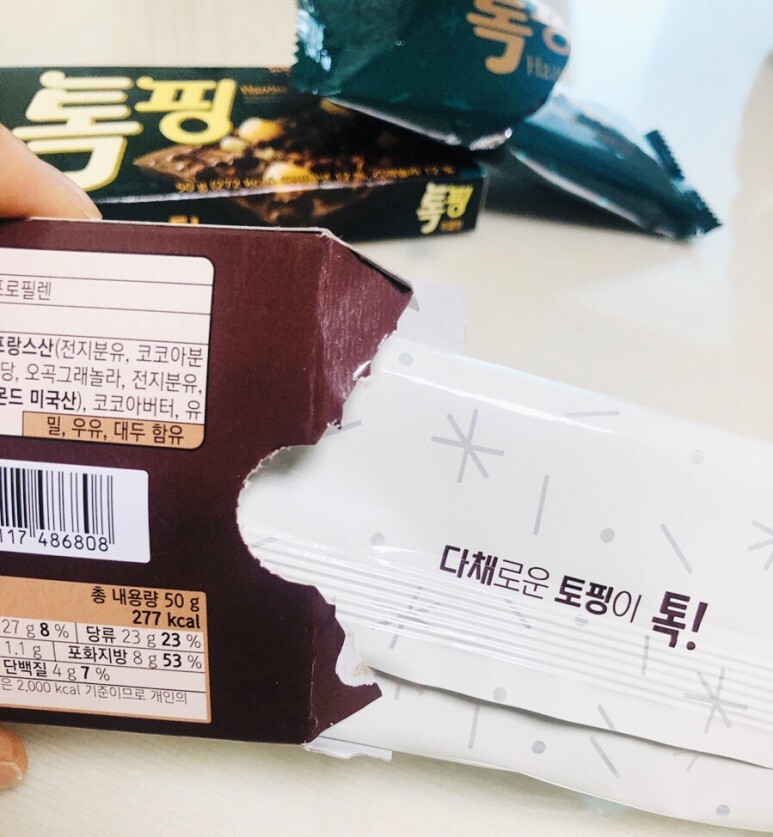 톡핑
톡핑
톡핑
프로필렌
프랑스산(전지분유, 코코아분
당, 오곡그래놀라, 전지분유,
몬드 미국산), 코코아버터, 유
밀, 우유, 대두 함유
117 486808
총 내용량 50 g
277 kcal
27 g 8 % 당류 23 g 23 %
1.1 g 포화지방 8 g 53 %
단백질 4 g 7 %
은 2,000 kcal 기준이므로 개인의
다채로운 토핑이 톡!